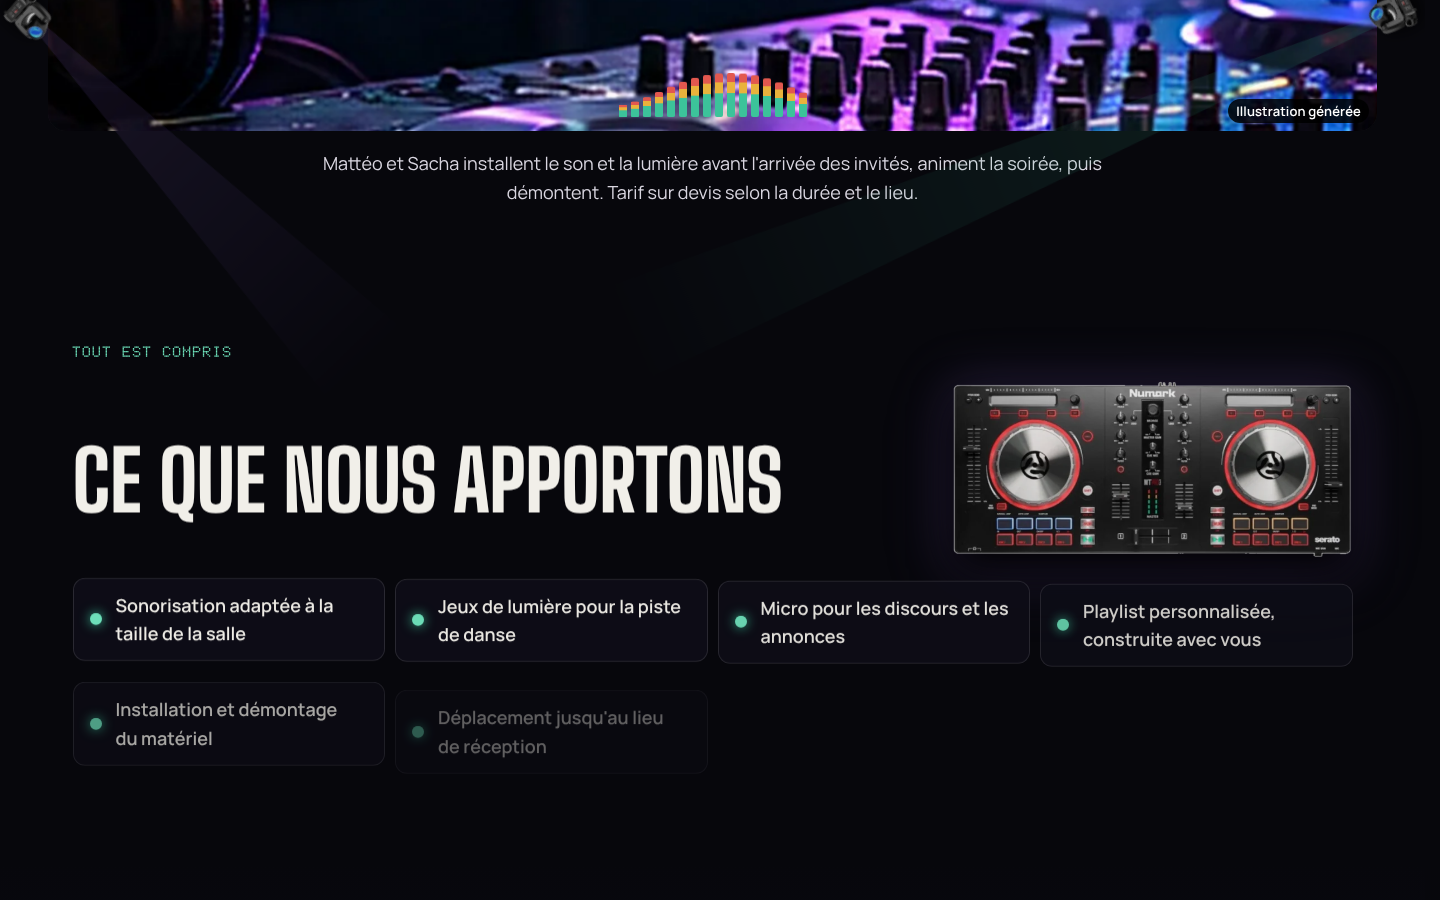 Illustration générée
Mattéo et Sacha installent le son et la lumière avant l'arrivée des invités, animent la soirée, puis
démontent. Tarif sur devis selon la durée et le lieu.
TOUT EST COMPRIS
Numark
serato
CE QUE NOUS APPORTONS
Sonorisation adaptée à la
taille de la salle
Jeux de lumière pour la piste
de danse
Micro pour les discours et les
annonces
Playlist personnalisée,
construite avec vous
Installation et démontage
du matériel
Déplacement jusqu'au lieu
de réception